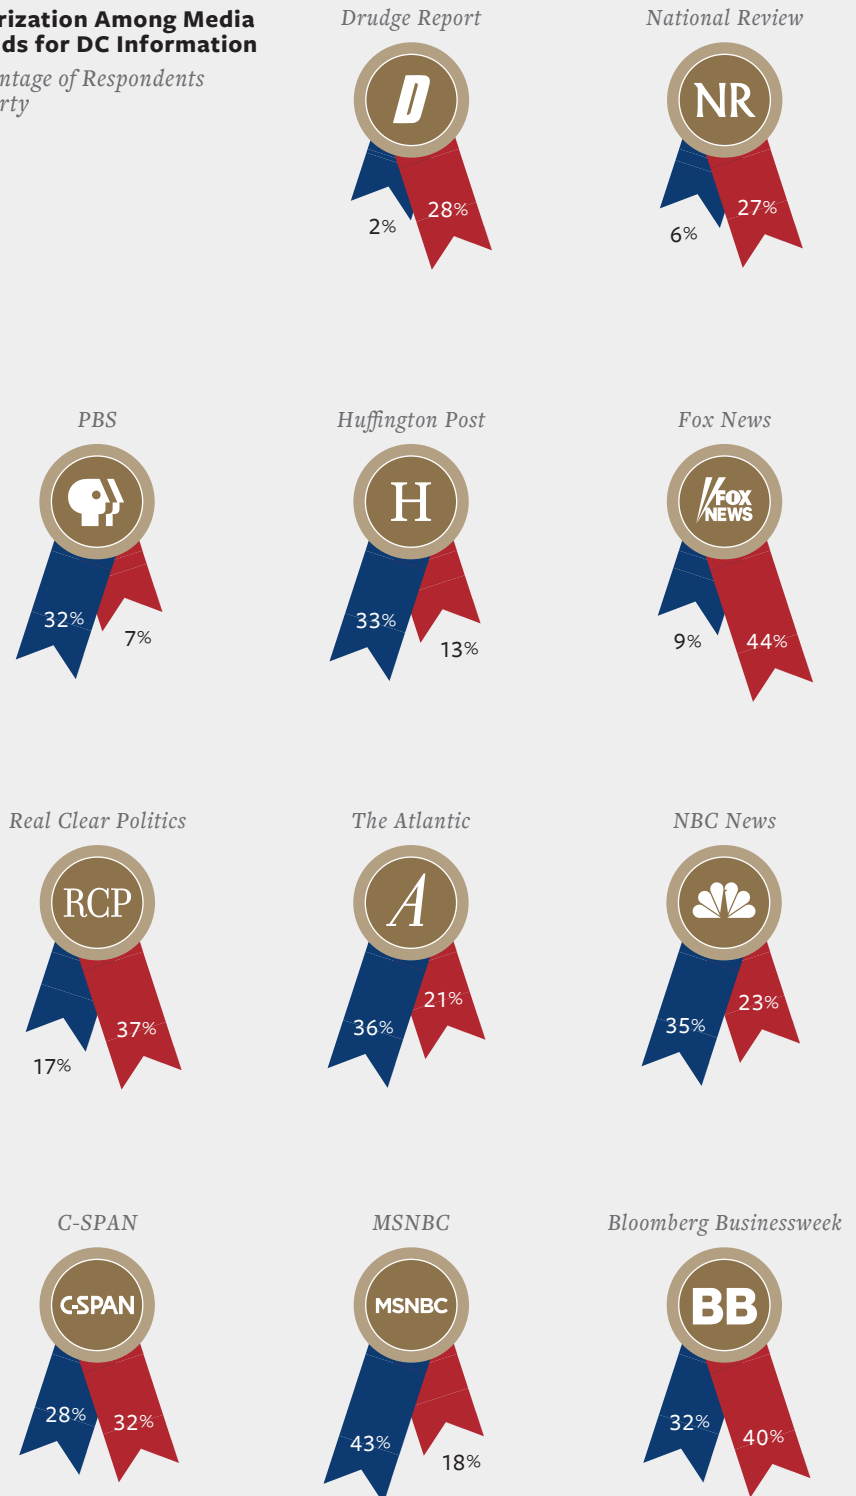 rization Among Media
ds for DC Information
ntage of Respondents
rty
Drudge Report
D
2%
28%
National Review
NR
6%
27%
PBS
32%
7%
Huffington Post
H
33%
13%
Fox News
FOX
NEWS
9%
44%
Real Clear Politics
RCP
17%
37%
The Atlantic
A
36%
21%
NBC News
35%
23%
C-SPAN
C-SPAN
28%
32%
MSNBC
MSNBC
43%
18%
Bloomberg Businessweek
BB
32%
40%